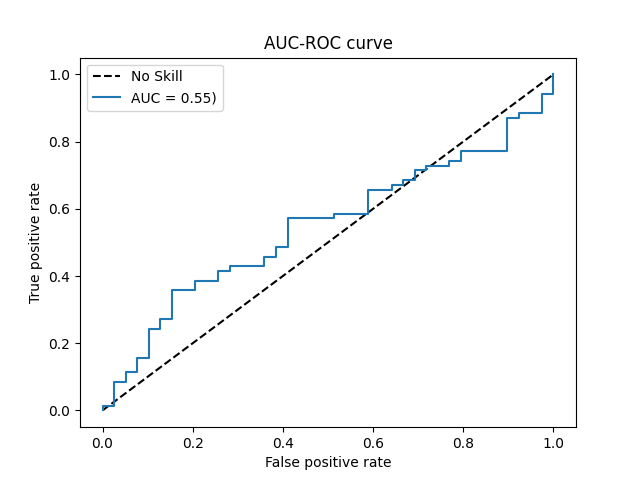 AUC-ROC curve
No Skill
AUC = 0.55)
True positive rate
1.0
0.8
0.6
0.4
0.2
0.0
0.0 0.2 0.4 0.6 0.8 1.0
False positive rate